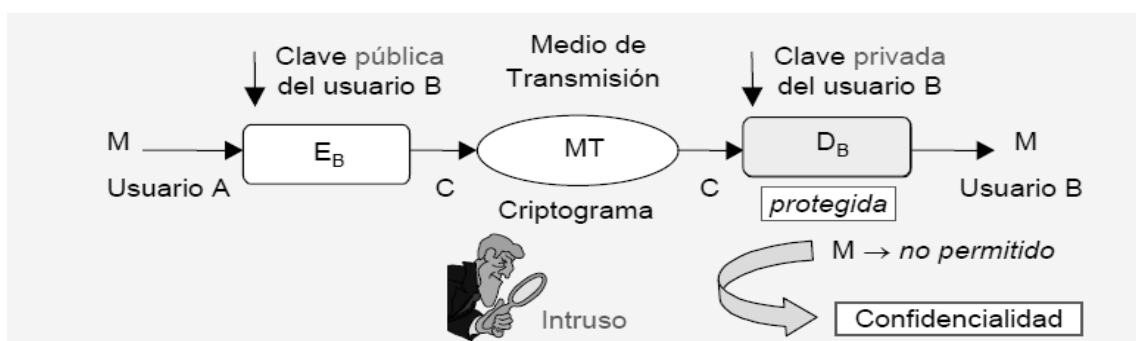 Clave pública
del usuario B
Medio de
Transmisión
Clave privada
del usuario B
M
E_B
MT
D_B
M
Usuario A
C
C
Usuario B
Criptograma
protegida
M → no permitido
Intruso
Confidencialidad